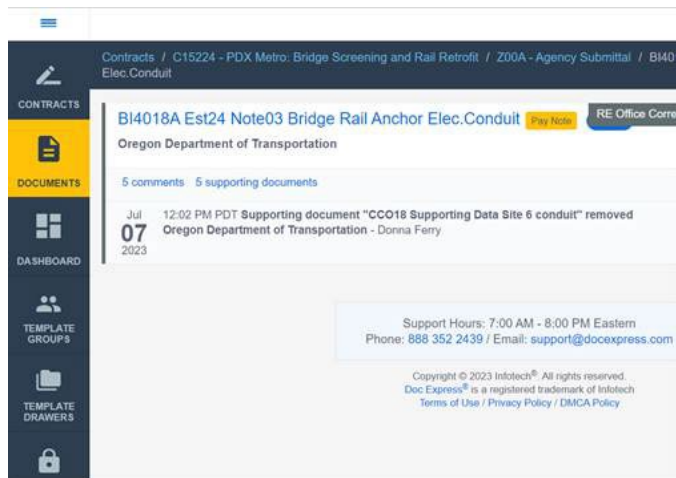 Contracts / C15224 - PDX Metro: Bridge Screening and Rail Retrofit / Z00A - Agency Submittal / BI40
Elec.Conduit
CONTRACTS
BI4018A Est24 Note03 Bridge Rail Anchor Elec.Conduit Pay Note RE Office Corre
Oregon Department of Transportation
DOCUMENTS
5 comments 5 supporting documents
Jul 12:02 PM PDT Supporting document "CCO18 Supporting Data Site 6 conduit" removed
07 Oregon Department of Transportation - Donna Ferry
2023
DASHBOARD
TEMPLATE
GROUPS
Support Hours: 7:00 AM - 8:00 PM Eastern
Phone: 888 352 2439 / Email: support@docexpress.com
Copyright © 2023 Infotech®. All rights reserved.
Doc Express® is a registered trademark of Infotech
Terms of Use / Privacy Policy / DMCA Policy
TEMPLATE
DRAWERS